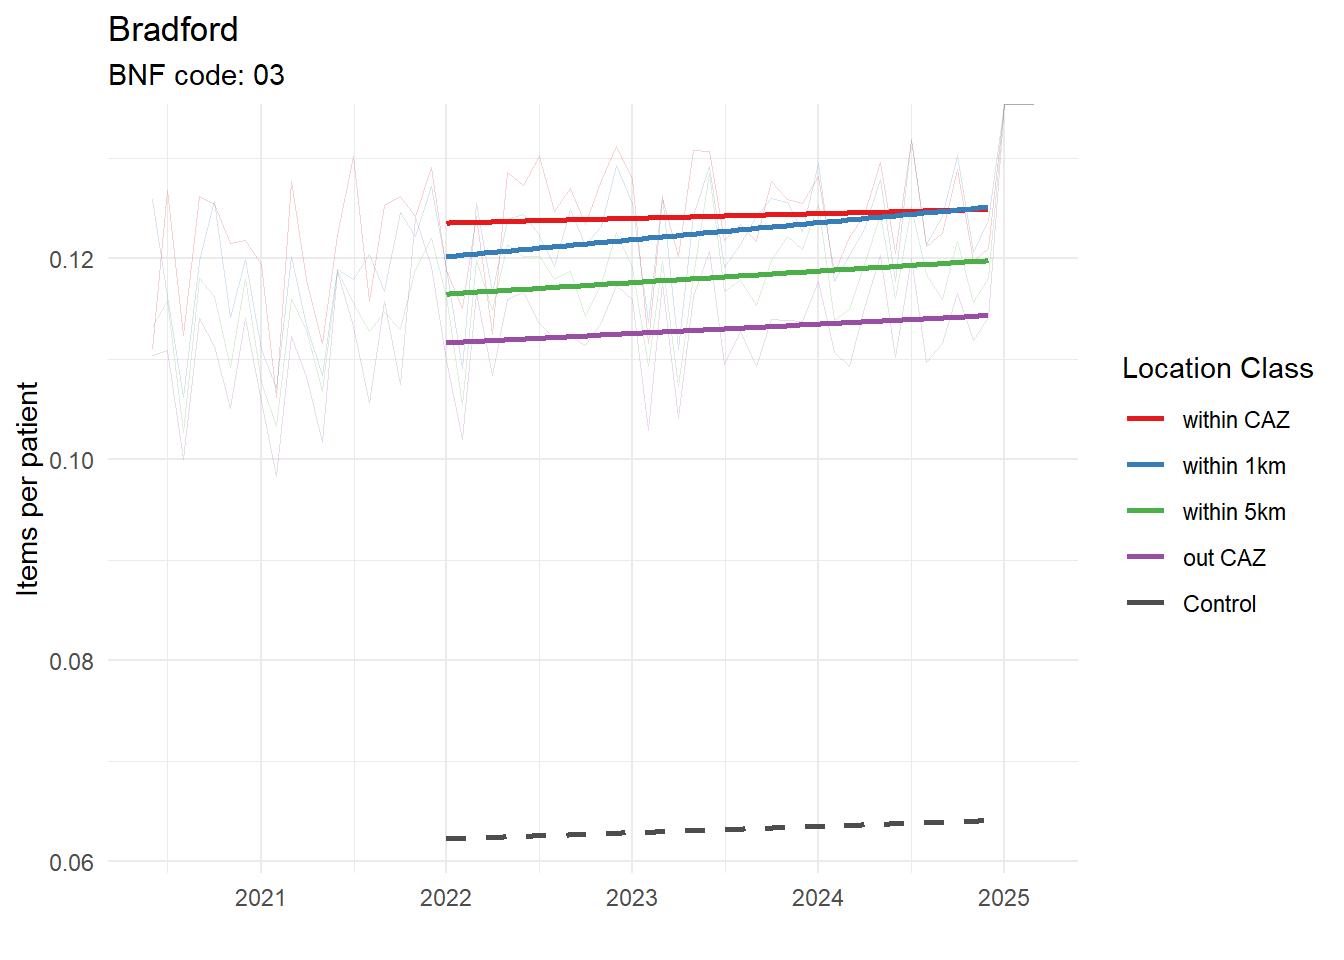 Bradford
BNF code: 03
Items per patient
0.12
0.10
0.08
0.06
2021
2022
2023
2024
2025
Location Class
within CAZ
within 1km
within 5km
out CAZ
Control